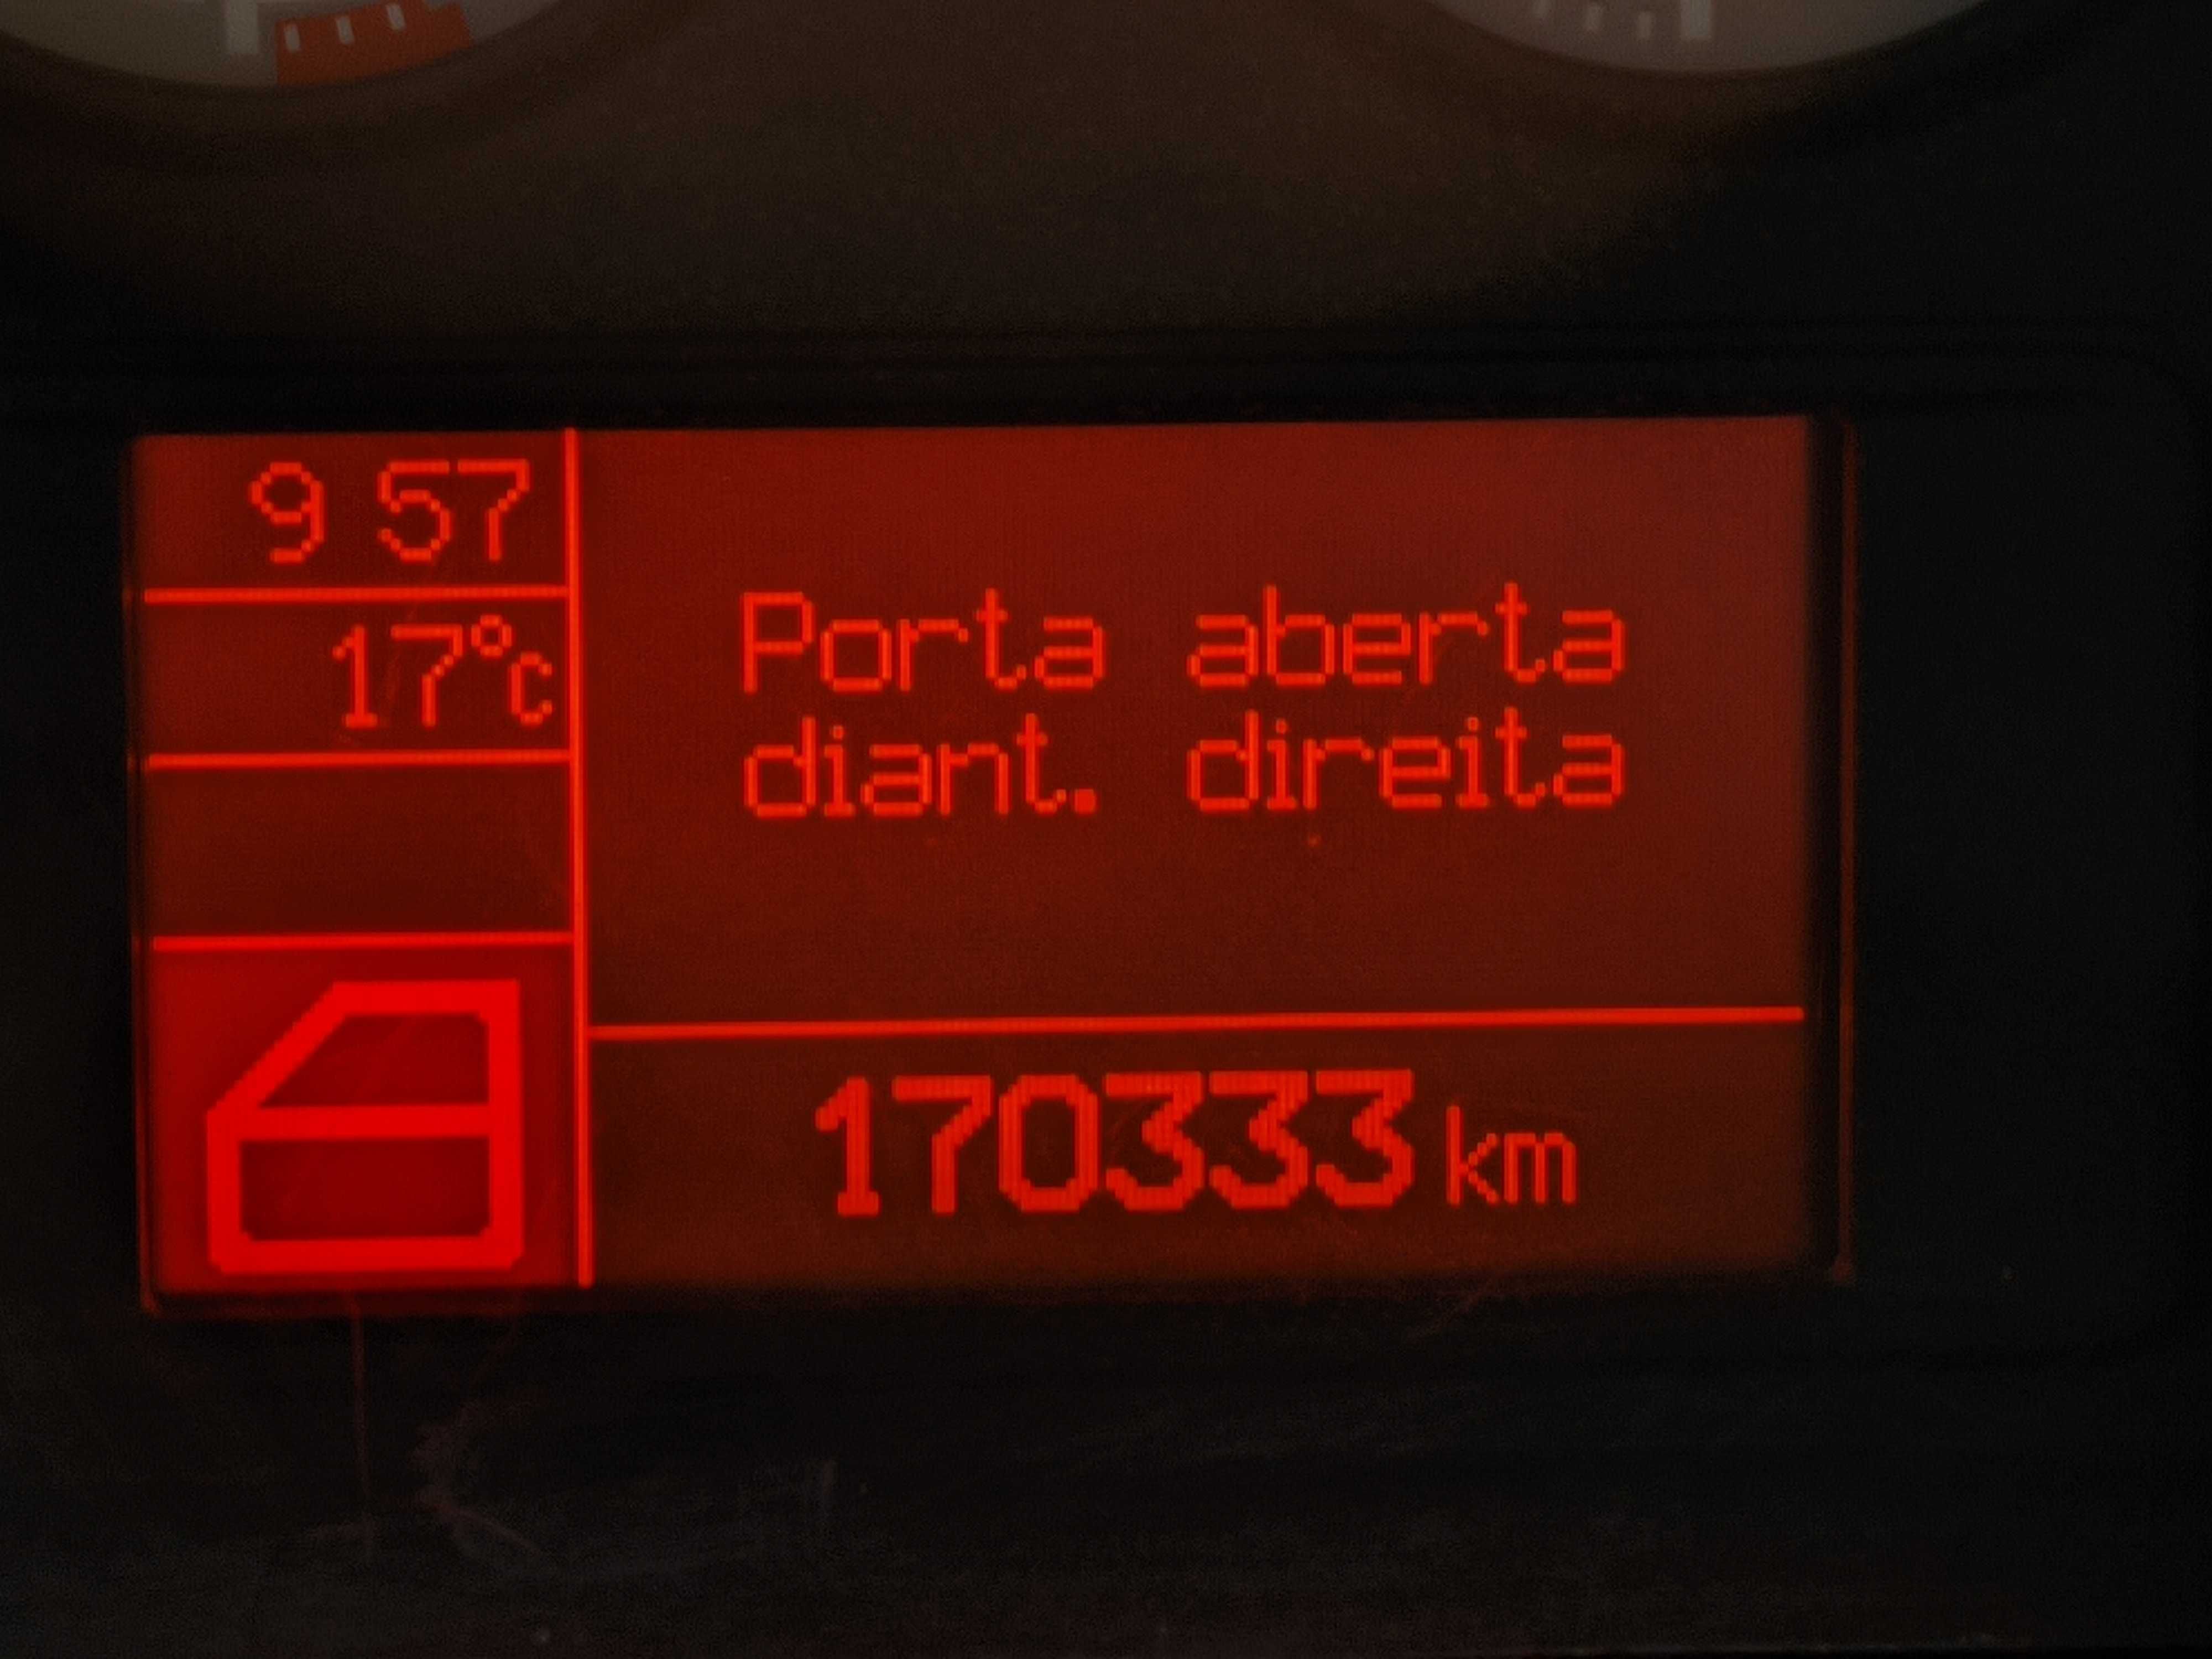 9 57
17°C
Porta aberta
diant. direita
170333 km